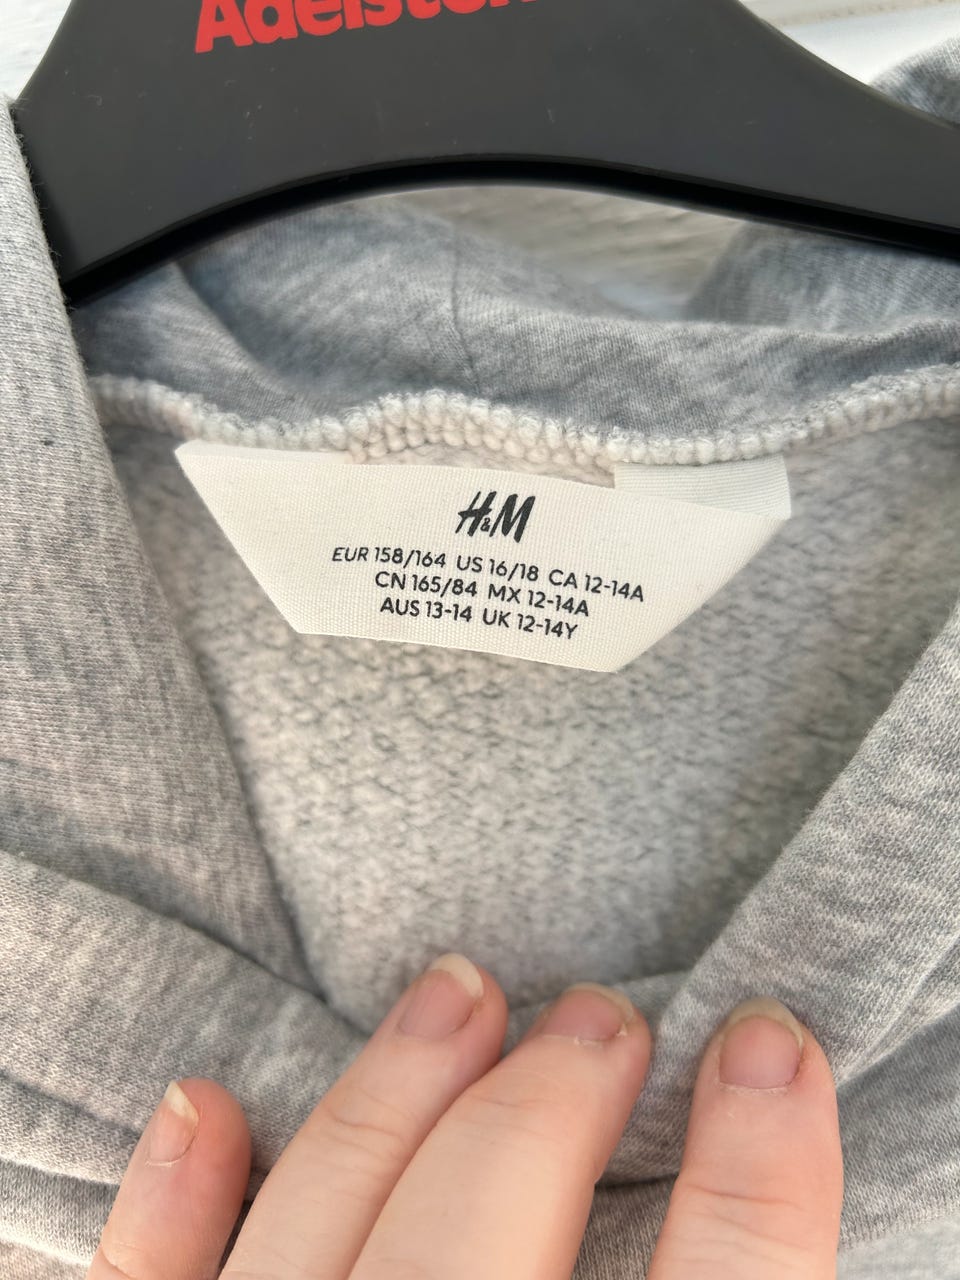 Adelsten
H&M
EUR 158/164 US 16/18 CA 12-14A
CN 165/84 MX 12-14A
AUS 13-14 UK 12-14Y